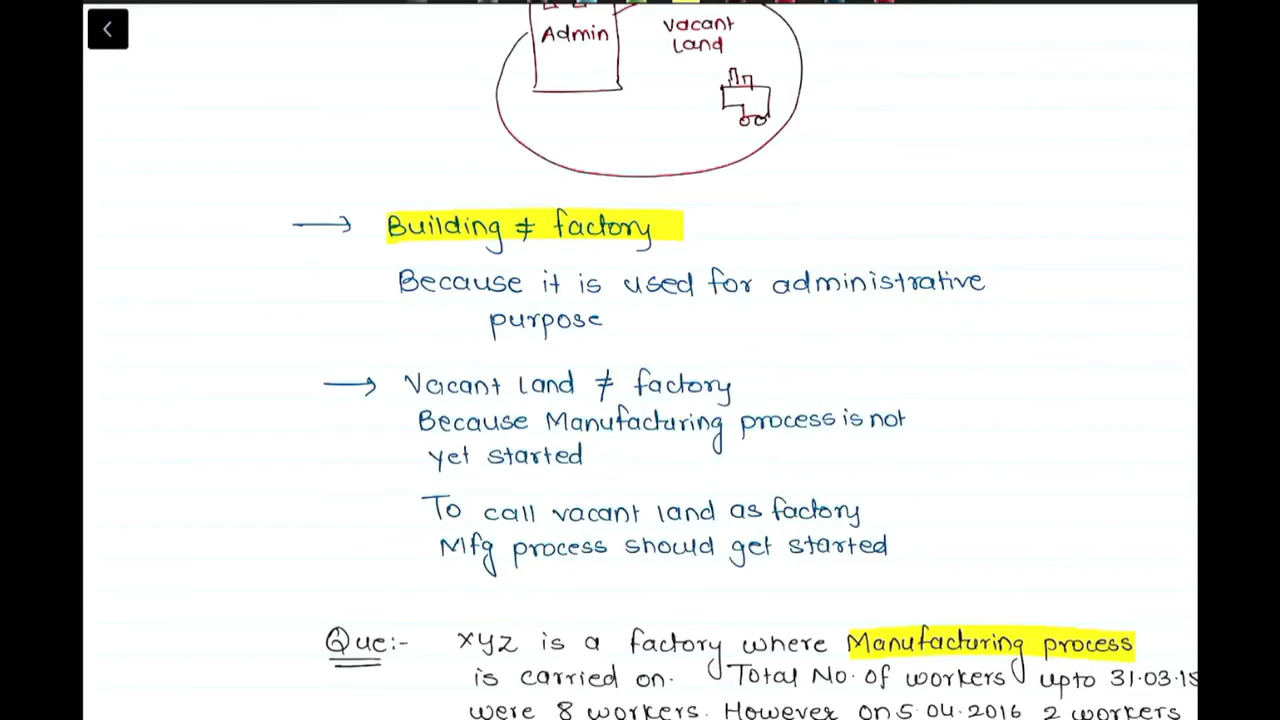 Admin
vacant
Land
→ Building ≠ factory
Because it is used for administrative
purpose
→ Vacant Land ≠ factory
Because Manufacturing process is not
yet started
To call vacant land as factory
Mfg process should get started
Que:- xyz is a factory where Manufacturing process
is carried on. Total No. of workers upto 31.03.15
were 8 workers. However on 5.04.2016 2 workers